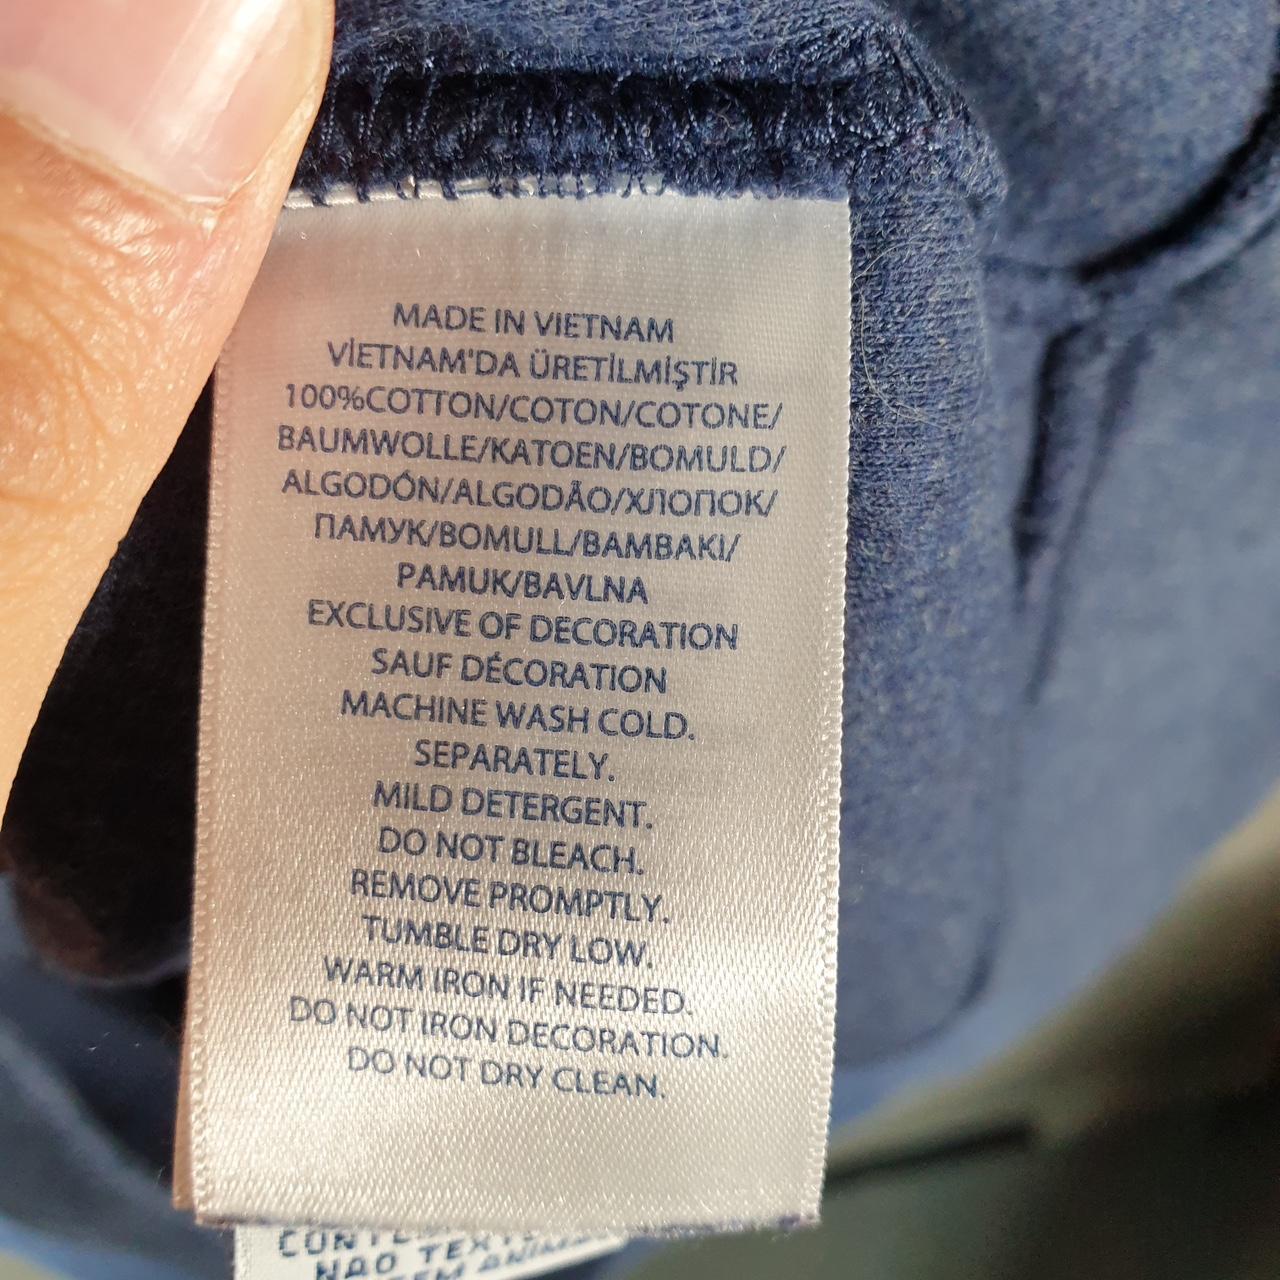 MADE IN VIETNAM
VİETNAM'DA ÜRETİLMİŞTİR
100%COTTON/COTON/COTONE/
BAUMWOLLE/KATOEN/BOMULD/
ALGODÓN/ALGODÃO/ХЛОПОК/
ПАМУК/BOMULL/BAMBAKI/
PAMUK/BAVLNA
EXCLUSIVE OF DECORATION
SAUF DÉCORATION
MACHINE WASH COLD.
SEPARATELY.
MILD DETERGENT.
DO NOT BLEACH.
REMOVE PROMPTLY.
TUMBLE DRY LOW.
WARM IRON IF NEEDED.
DO NOT IRON DECORATION.
DO NOT DRY CLEAN.
NAO